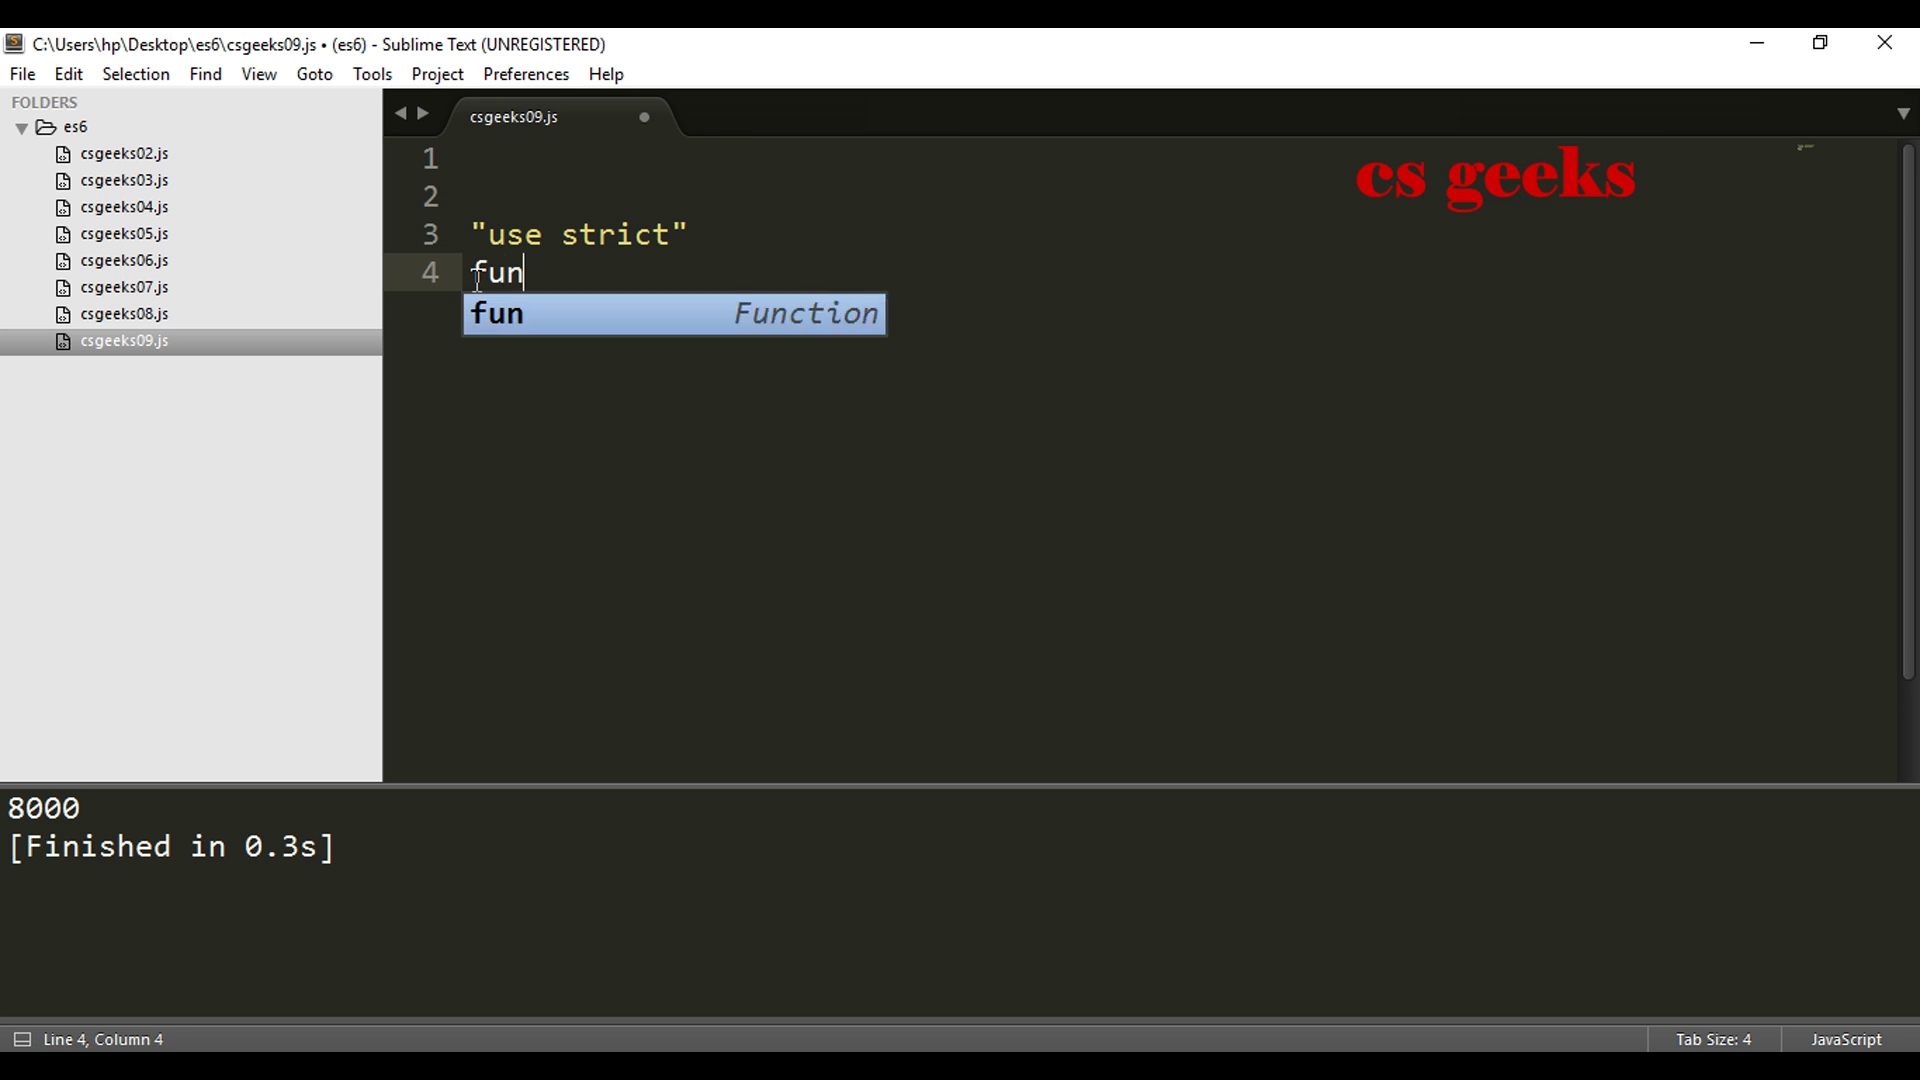 C:\Users\hp\Desktop\es6\csgeeks09.js • (es6) - Sublime Text (UNREGISTERED)
File Edit Selection Find View Goto Tools Project Preferences Help
FOLDERS
es6
csgeeks02.js
csgeeks03.js
csgeeks04.js
csgeeks05.js
csgeeks06.js
csgeeks07.js
csgeeks08.js
csgeeks09.js
csgeeks09.js
cs geeks
1
2
3 "use strict"
4 fun
fun Function
8000
[Finished in 0.3s]
Line 4, Column 4
Tab Size: 4
JavaScript